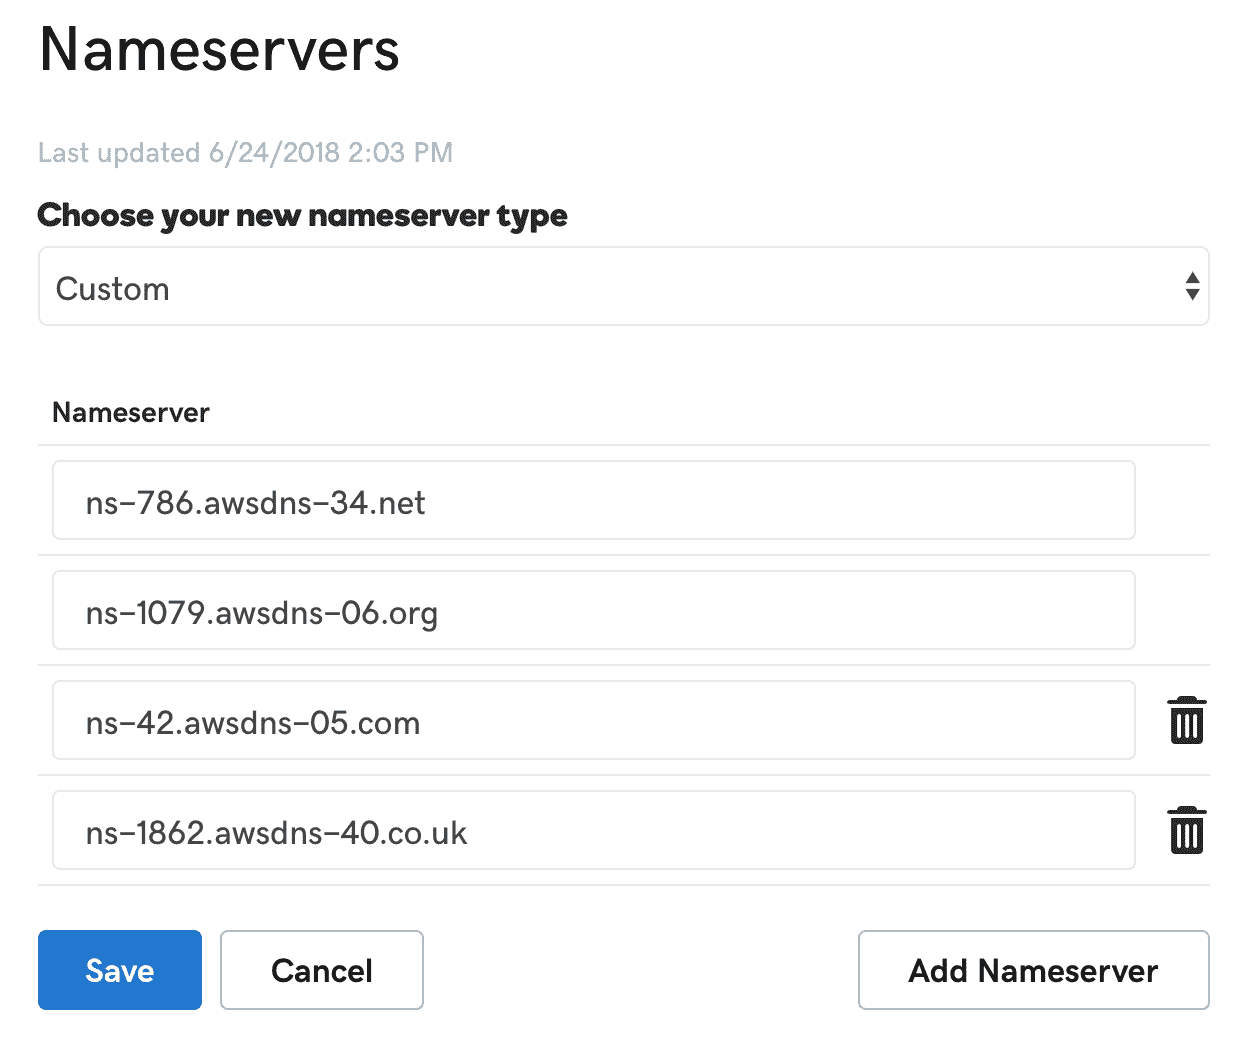 Nameservers
Last updated 6/24/2018 2:03 PM
Choose your new nameserver type
Custom
Nameserver
ns-786.awsdns-34.net
ns-1079.awsdns-06.org
ns-42.awsdns-05.com
ns-1862.awsdns-40.co.uk
Save Cancel Add Nameserver